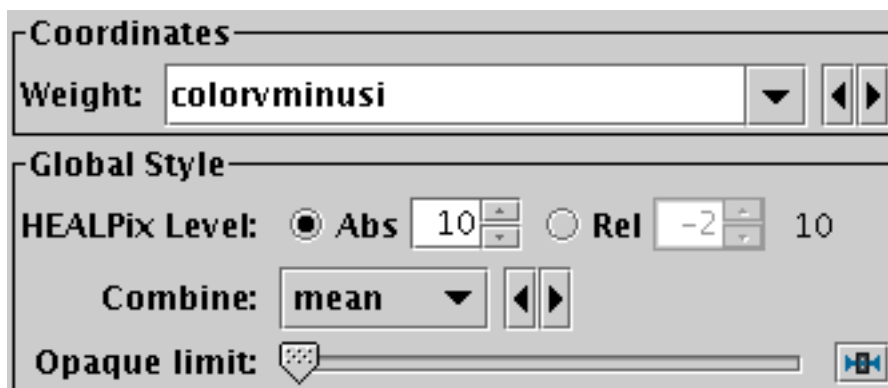 Coordinates
Weight: colorvminusi
Global Style
HEALPix Level: Abs 10 Rel -2 10
Combine: mean
Opaque limit: